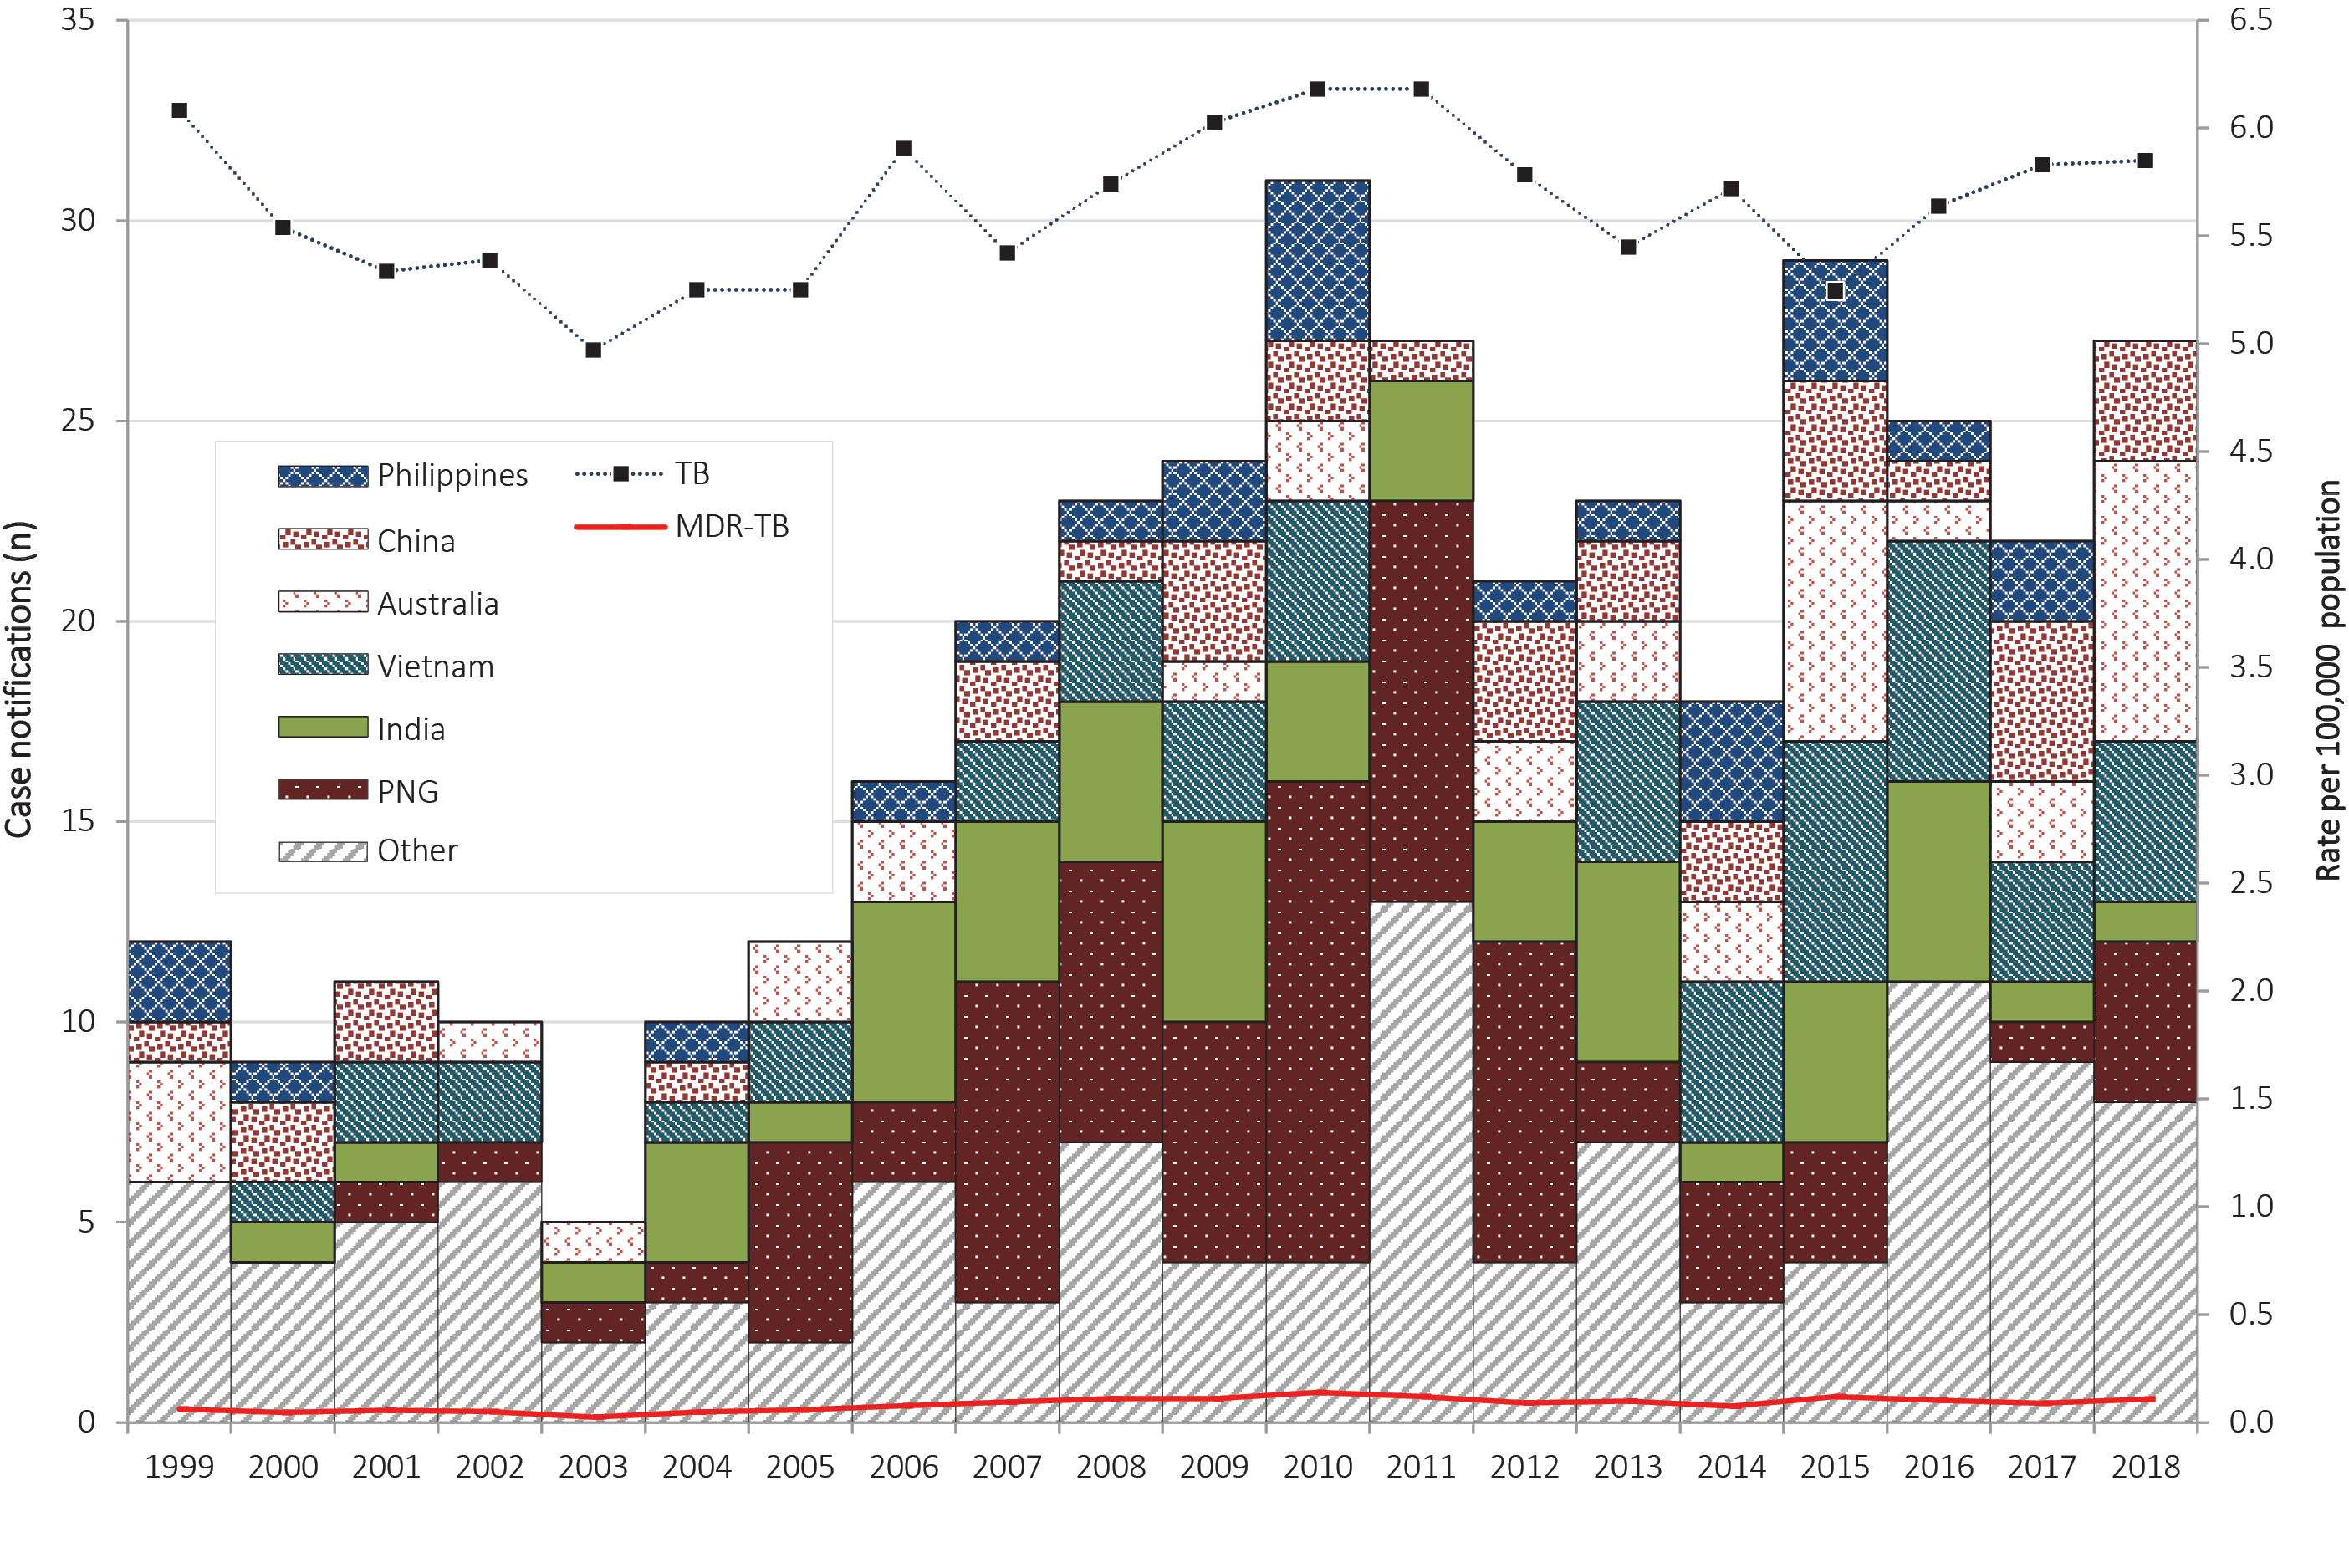 35
30
25
20
15
10
5
0
Case notifications (n)
6.5
6.0
5.5
5.0
4.5
4.0
3.5
3.0
2.5
2.0
1.5
1.0
0.5
0.0
Rate per 100,000 population
Philippines
China
Australia
Vietnam
India
PNG
Other
TB
MDR-TB
1999 2000 2001 2002 2003 2004 2005 2006 2007 2008 2009 2010 2011 2012 2013 2014 2015 2016 2017 2018